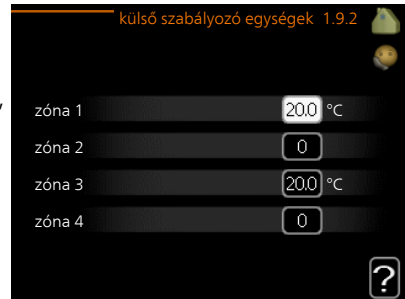 külső szabályozó egységek 1.9.2
zóna 1 20.0 °C
zóna 2 0
zóna 3 20.0 °C
zóna 4 0
?